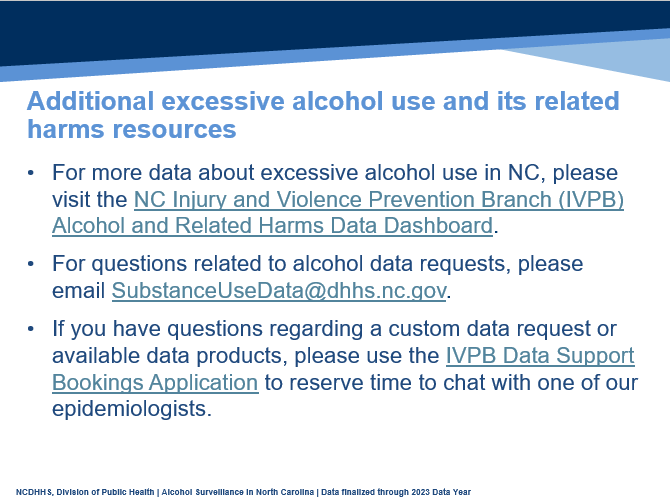 Additional excessive alcohol use and its related
harms resources
• For more data about excessive alcohol use in NC, please
visit the NC Injury and Violence Prevention Branch (IVPB)
Alcohol and Related Harms Data Dashboard.
• For questions related to alcohol data requests, please
email SubstanceUseData@dhhs.nc.gov.
• If you have questions regarding a custom data request or
available data products, please use the IVPB Data Support
Bookings Application to reserve time to chat with one of our
epidemiologists.
NCDHHS, Division of Public Health | Alcohol Surveillance in North Carolina | Data finalized through 2023 Data Year